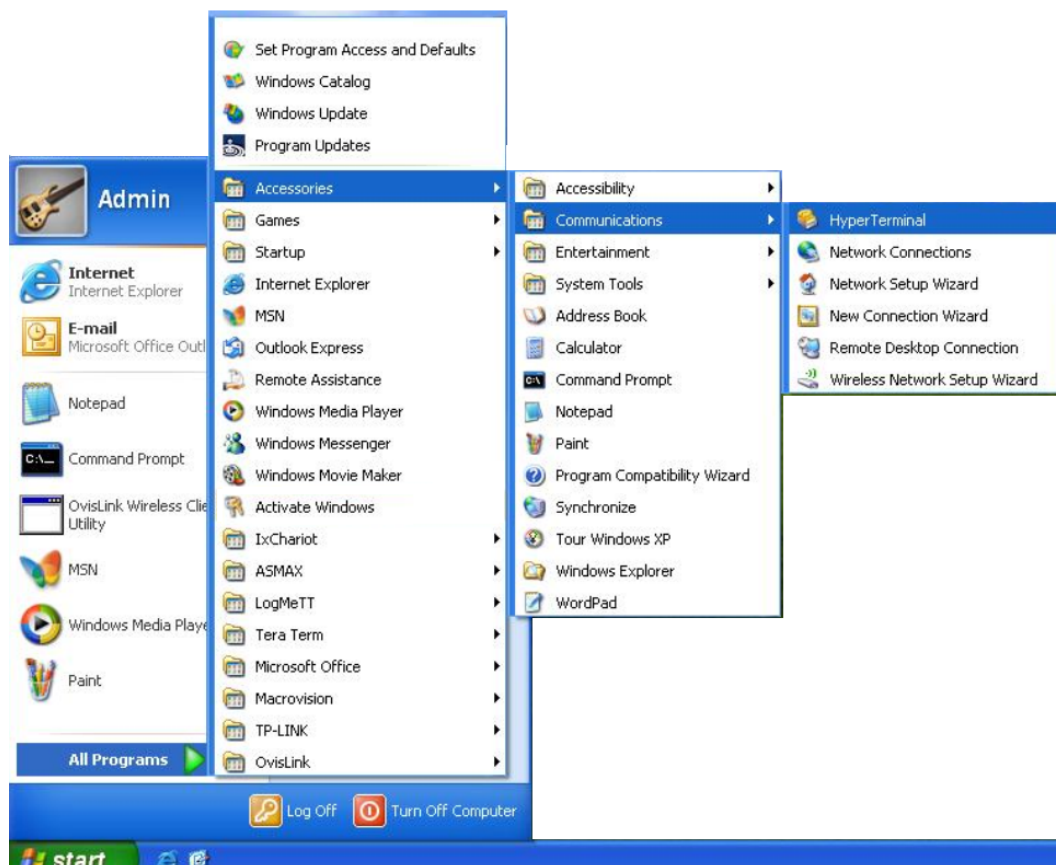 Set Program Access and Defaults
Windows Catalog
Windows Update
Program Updates
Admin
Internet
Internet Explorer
E-mail
Microsoft Office Outl
Notepad
C:\_
Command Prompt
OvisLink Wireless Clie
Utility
MSN
Windows Media Playe
Paint
All Programs
Accessories
Games
Startup
Internet Explorer
MSN
Outlook Express
Remote Assistance
Windows Media Player
Windows Messenger
Windows Movie Maker
Activate Windows
IxChariot
ASMAX
LogMeTT
Tera Term
Microsoft Office
Macrovision
TP-LINK
OvisLink
Accessibility
Communications
Entertainment
System Tools
Address Book
Calculator
Command Prompt
Notepad
Paint
Program Compatibility Wizard
Synchronize
Tour Windows XP
Windows Explorer
WordPad
HyperTerminal
Network Connections
Network Setup Wizard
New Connection Wizard
Remote Desktop Connection
Wireless Network Setup Wizard
Log Off
Turn Off Computer
start